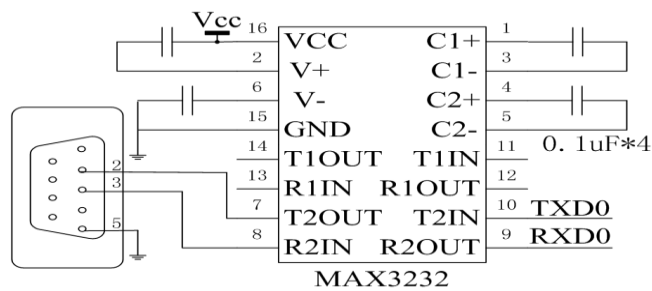 Vcc
16 VCC C1+ 1
2 V+ C1- 3
6 V- C2+ 4
15 GND C2- 5
0.1uF*4
14 T1OUT T1IN 11
13 R1IN R1OUT 12
2
3
7 T2OUT T2IN 10 TXD0
5
8 R2IN R2OUT 9 RXD0
MAX3232